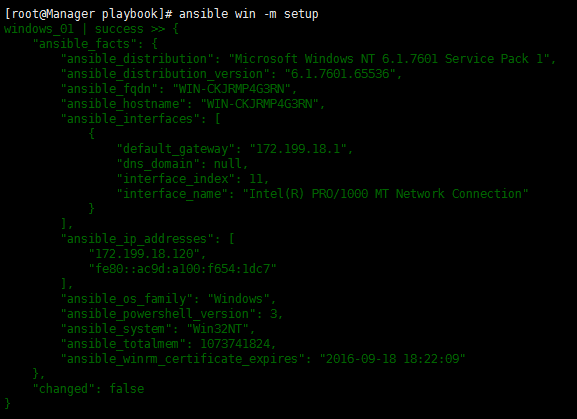 [root@Manager playbook]# ansible win -m setup
windows_01 | success >> {
    "ansible_facts": {
        "ansible_distribution": "Microsoft Windows NT 6.1.7601 Service Pack 1",
        "ansible_distribution_version": "6.1.7601.65536",
        "ansible_fqdn": "WIN-CKJRMP4G3RN",
        "ansible_hostname": "WIN-CKJRMP4G3RN",
        "ansible_interfaces": [
            {
                "default_gateway": "172.199.18.1",
                "dns_domain": null,
                "interface_index": 11,
                "interface_name": "Intel(R) PRO/1000 MT Network Connection"
            }
        ],
        "ansible_ip_addresses": [
            "172.199.18.120",
            "fe80::ac9d:a100:f654:1dc7"
        ],
        "ansible_os_family": "Windows",
        "ansible_powershell_version": 3,
        "ansible_system": "Win32NT",
        "ansible_totalmem": 1073741824,
        "ansible_winrm_certificate_expires": "2016-09-18 18:22:09"
    },
    "changed": false
}